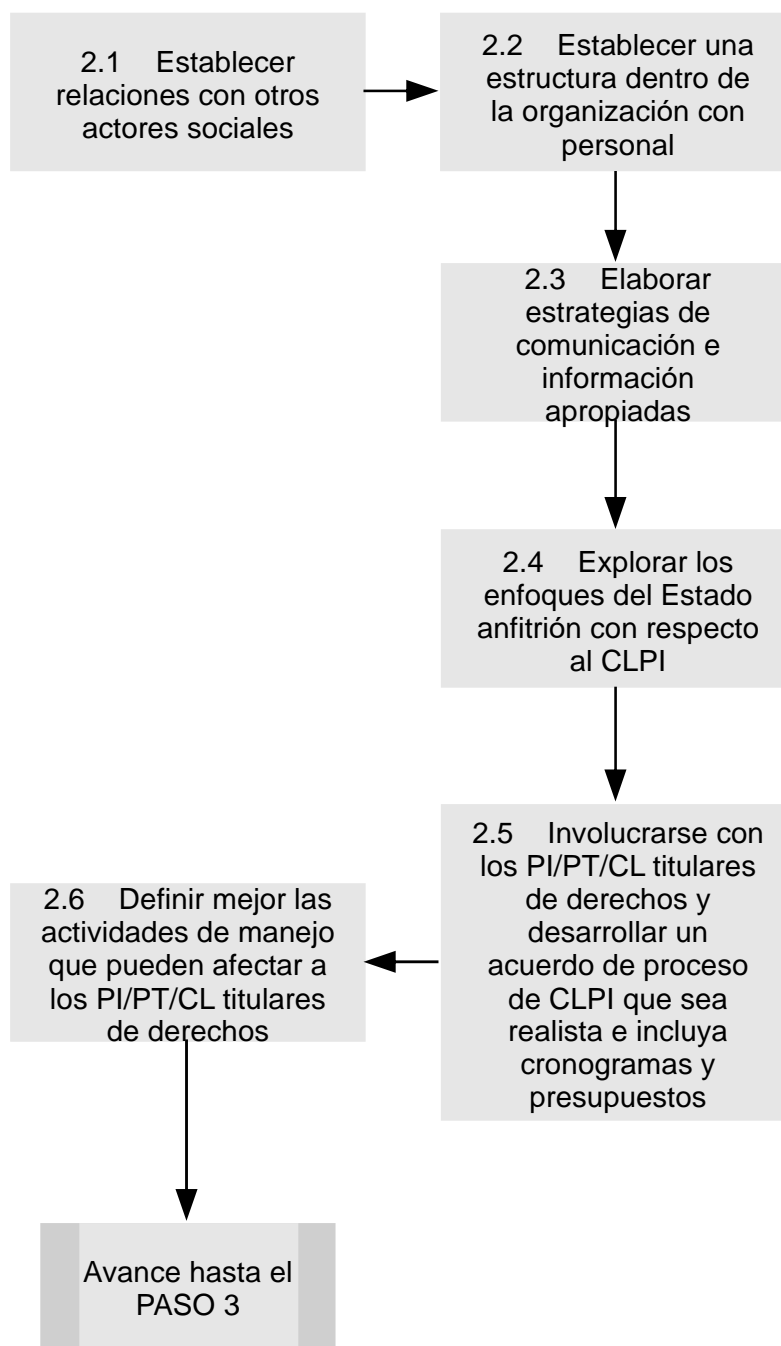 2.1 Establecer
relaciones con otros
actores sociales
2.2 Establecer una
estructura dentro de
la organización con
personal
2.3 Elaborar
estrategias de
comunicación e
información
apropiadas
2.4 Explorar los
enfoques del Estado
anfitrión con respecto
al CLPI
2.5 Involucrarse con
los PI/PT/CL titulares
de derechos y
desarrollar un
acuerdo de proceso
de CLPI que sea
realista e incluya
cronogramas y
presupuestos
2.6 Definir mejor las
actividades de manejo
que pueden afectar a
los PI/PT/CL titulares
de derechos
Avance hasta el
PASO 3